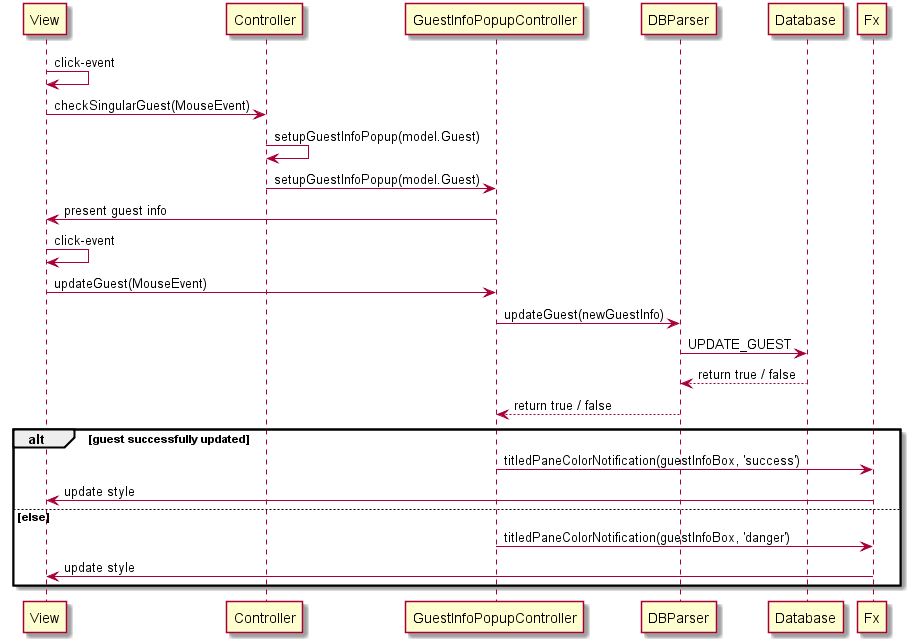 View Controller GuestInfoPopupController DBParser Database Fx
click-event
checkSingularGuest(MouseEvent)
setupGuestInfoPopup(model.Guest)
setupGuestInfoPopup(model.Guest)
present guest info
click-event
updateGuest(MouseEvent)
updateGuest(newGuestInfo)
UPDATE_GUEST
return true / false
return true / false
alt [guest successfully updated]
titledPaneColorNotification(guestInfoBox, 'success')
update style
[else]
titledPaneColorNotification(guestInfoBox, 'danger')
update style
View Controller GuestInfoPopupController DBParser Database Fx